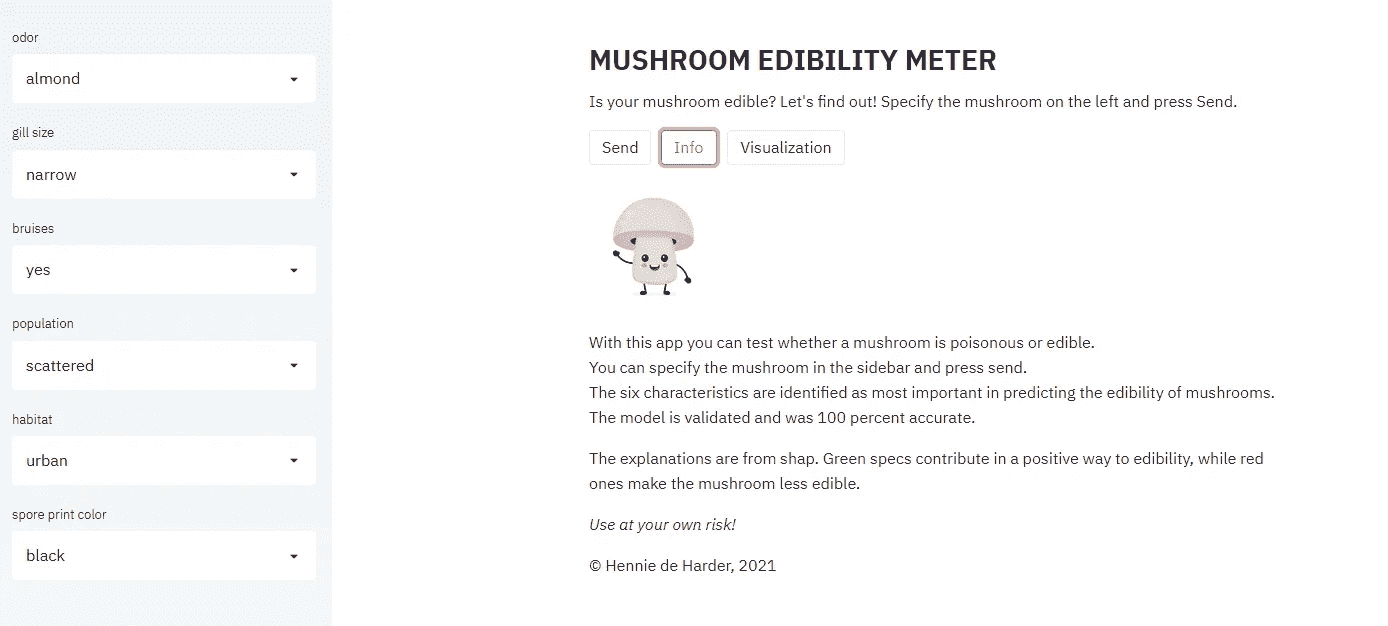 odor
almond
gill size
narrow
bruises
yes
population
scattered
habitat
urban
spore print color
black
MUSHROOM EDIBILITY METER
Is your mushroom edible? Let's find out! Specify the mushroom on the left and press Send.
Send Info Visualization
With this app you can test whether a mushroom is poisonous or edible.
You can specify the mushroom in the sidebar and press send.
The six characteristics are identified as most important in predicting the edibility of mushrooms.
The model is validated and was 100 percent accurate.
The explanations are from shap. Green specs contribute in a positive way to edibility, while red
ones make the mushroom less edible.
Use at your own risk!
© Hennie de Harder, 2021